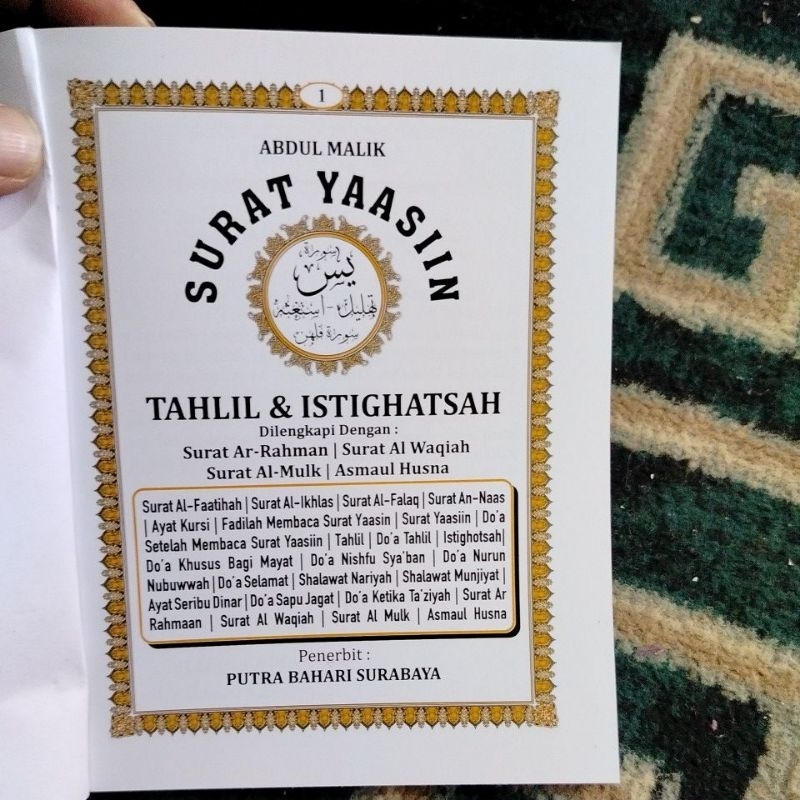 1
ABDUL MALIK
SURAT YAASIIN
سورة
يس
تهليل - استغثه
TAHLIL & ISTIGHATSAH
Dilengkapi Dengan :
Surat Ar-Rahman | Surat Al Waqiah
Surat Al-Mulk | Asmaul Husna
Surat Al-Faatihah | Surat Al-Ikhlas | Surat Al-Falaq | Surat An-Naas
| Ayat Kursi | Fadilah Membaca Surat Yasin | Surat Yaasiin | Do'a
Setelah Membaca Surat Yaasiin | Tahlil | Do'a Tahlil | Istighotsah|
Do'a Khusus Bagi Mayat | Do'a Nishfu Sya'ban | Do'a Nurun
Nubuwwah | Do'a Selamat | Shalawat Nariyah | Shalawat Munjiyat |
Ayat Seribu Dinar | Do'a Sapu Jagat | Do'a Ketika Ta'ziyah | Surat Ar
Rahmaan | Surat Al Waqiah | Surat Al Mulk | Asmaul Husna
Penerbit :
PUTRA BAHARI SURABAYA